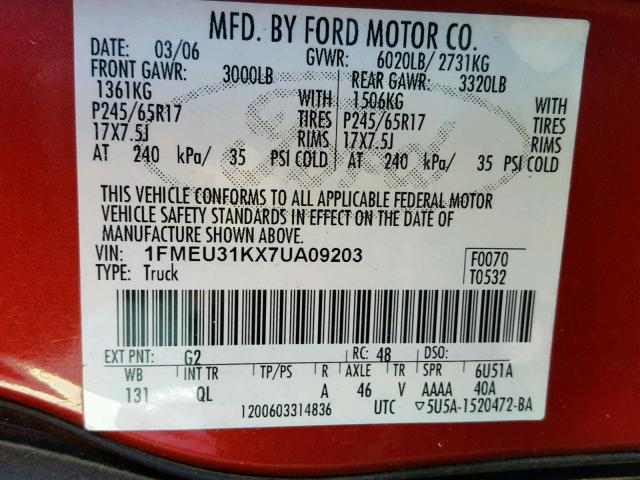 MFD. BY FORD MOTOR CO.
DATE: 03/06 GVWR: 6020LB/ 2731KG
FRONT GAWR: 3000LB REAR GAWR: 3320LB
1361KG WITH 1506KG WITH
P245/65R17 TIRES P245/65R17 TIRES
17X7.5J RIMS 17X7.5J RIMS
AT 240 kPa/ 35 PSI COLD AT 240 kPa/ 35 PSI COLD
Ford
THIS VEHICLE CONFORMS TO ALL APPLICABLE FEDERAL MOTOR
VEHICLE SAFETY STANDARDS IN EFFECT ON THE DATE OF
MANUFACTURE SHOWN ABOVE.
VIN: 1FMEU31KX7UA09203 F0070
TYPE: Truck T0532
EXT PNT: G2 RC: 48 DSO:
WB INT TR TP/PS R AXLE TR SPR 6U51A
131 QL A 46 V AAAA 40A
1200603314836 UTC ▽5U5A-1520472-BA